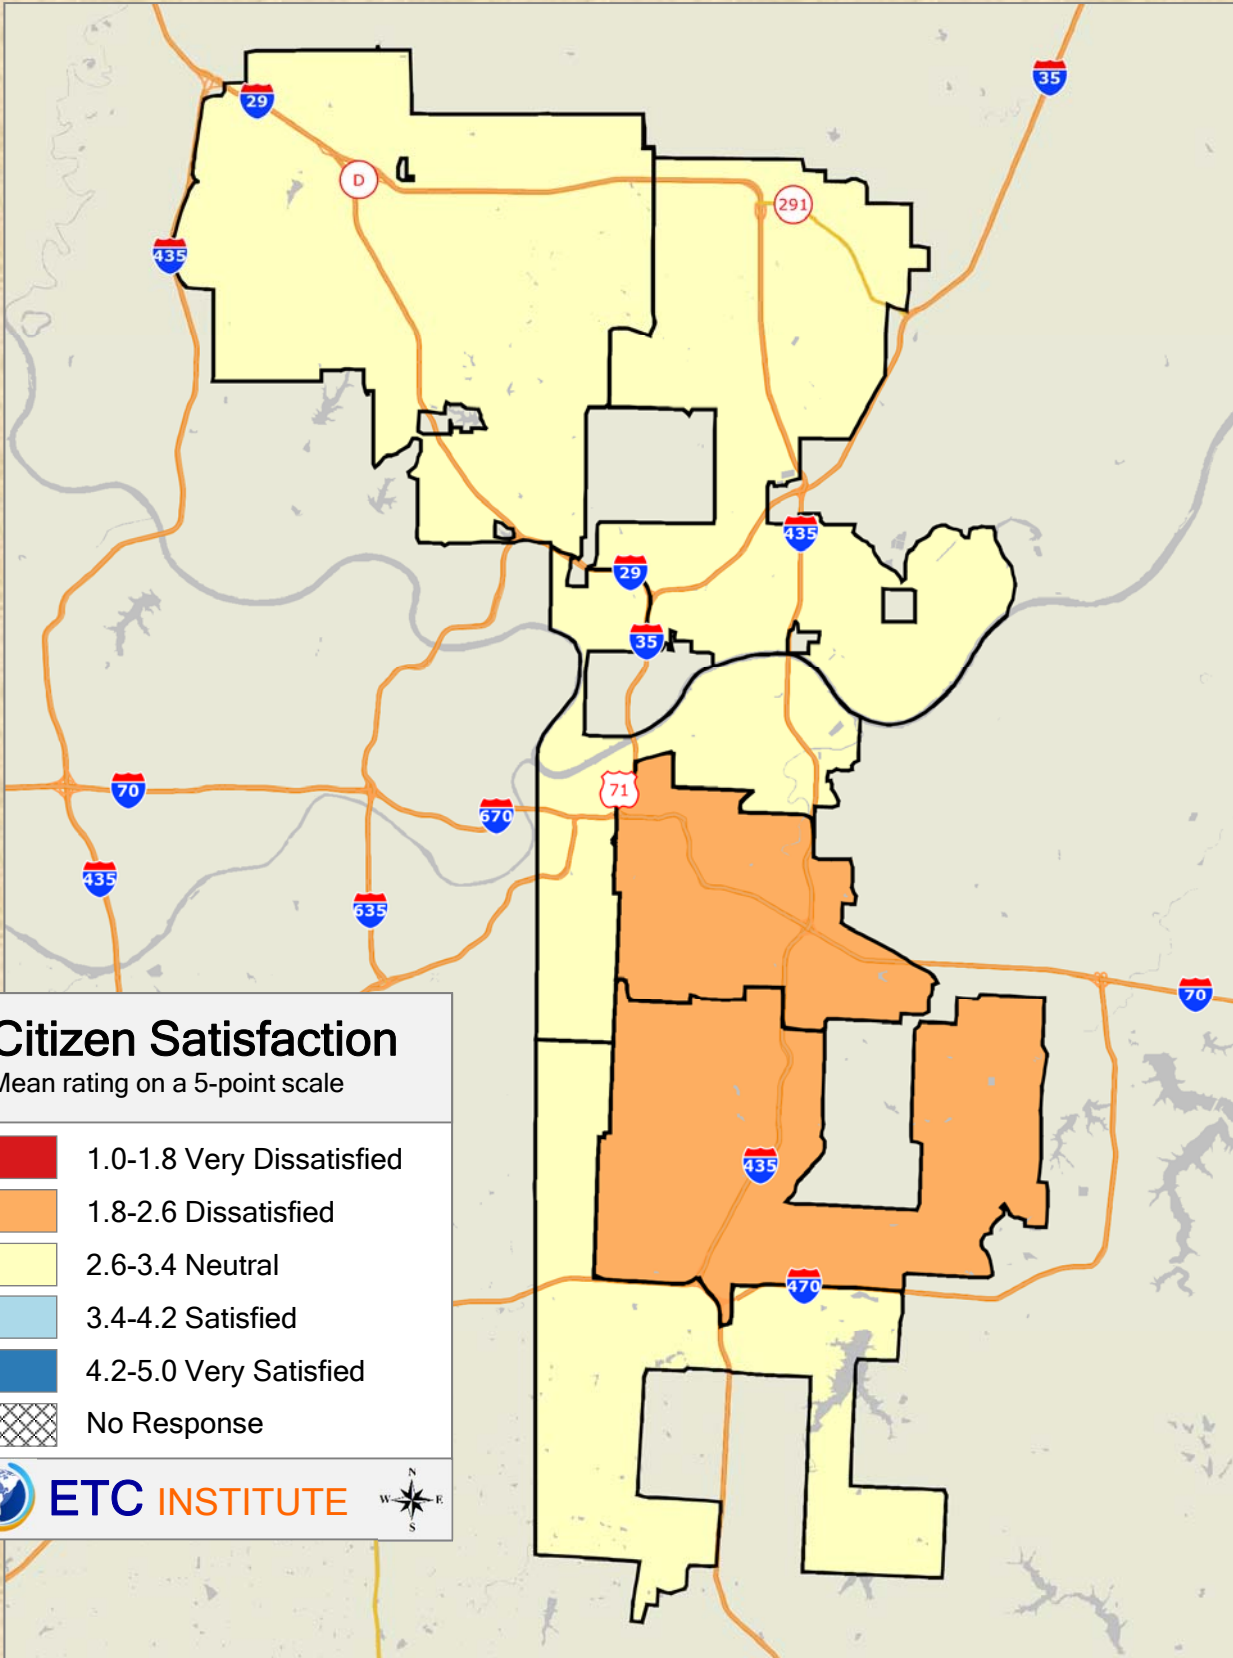 35
29
D
291
435
435
29
35
71
70
670
435
635
70
Citizen Satisfaction
Mean rating on a 5-point scale
1.0-1.8 Very Dissatisfied
435
1.8-2.6 Dissatisfied
2.6-3.4 Neutral
470
3.4-4.2 Satisfied
4.2-5.0 Very Satisfied
No Response
ETC INSTITUTE
N
W E
S